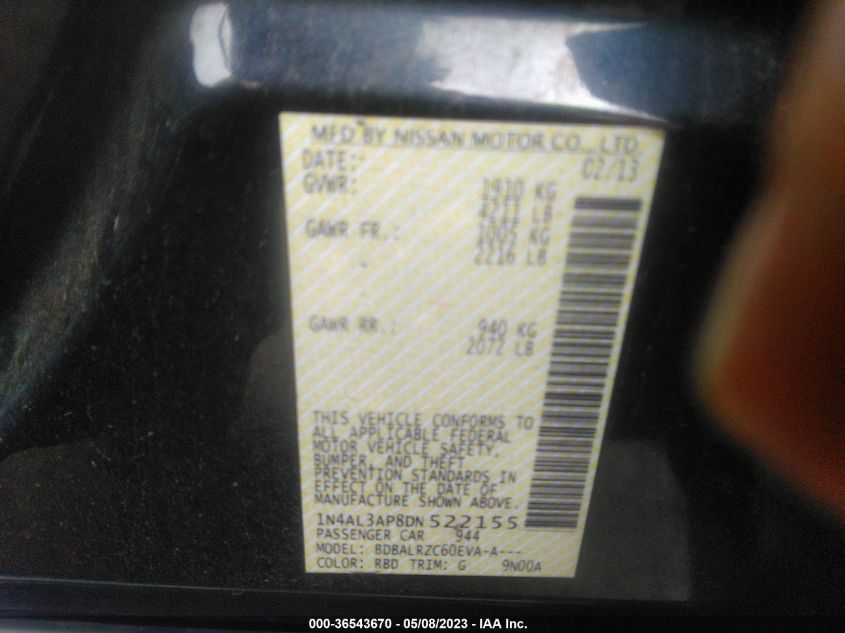 MFD BY NISSAN MOTOR CO., LTD.
DATE: 02/13
GVWR: 1910 KG
4211 LB
GAWR FR.: 1005 KG
2216 LB
GAWR RR.: 940 KG
2072 LB
THIS VEHICLE CONFORMS TO
ALL APPLICABLE FEDERAL
MOTOR VEHICLE SAFETY,
BUMPER, AND THEFT
PREVENTION STANDARDS IN
EFFECT ON THE DATE OF
MANUFACTURE SHOWN ABOVE.
1N4AL3AP8DN522155
PASSENGER CAR 944
MODEL: BDBALRZC60EVA-A---
COLOR: RBD TRIM: G 9N00A
000-36543670 - 05/08/2023 - IAA Inc.